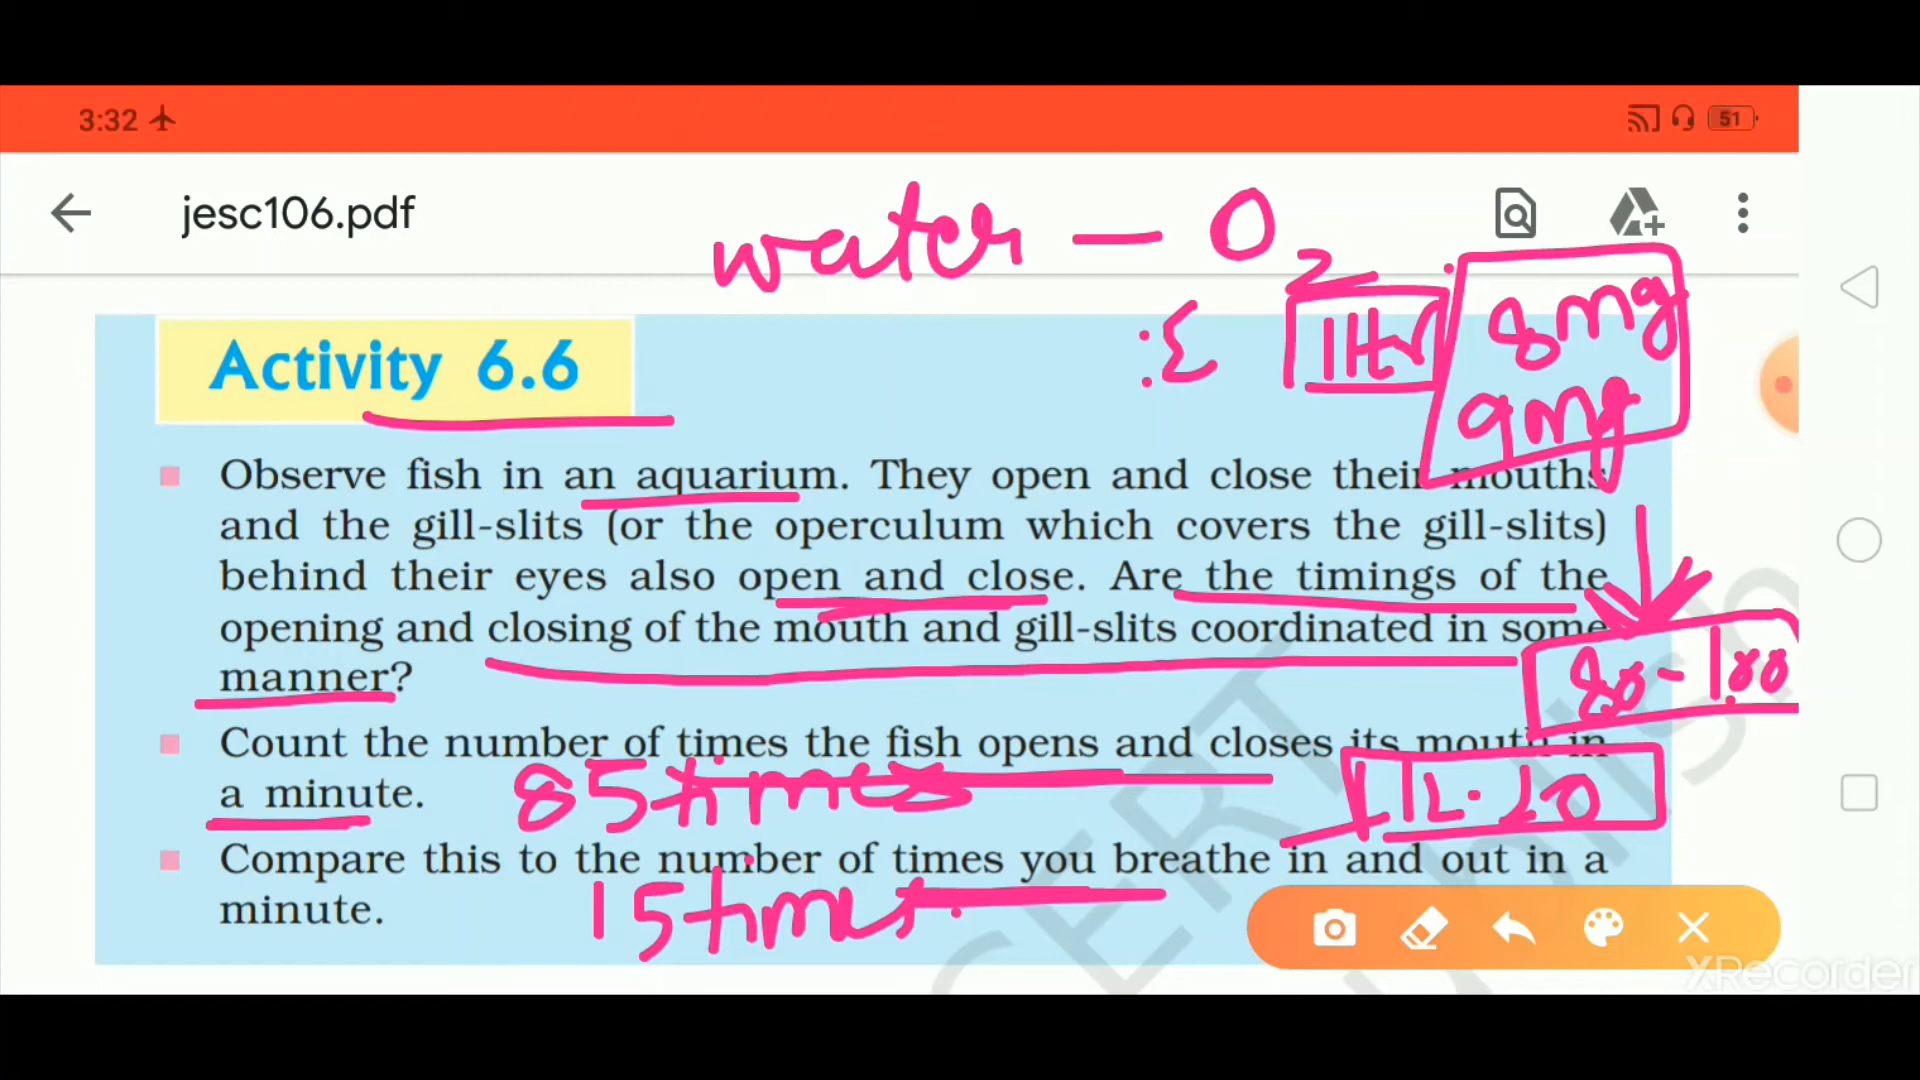 3:32
51
jesc106.pdf
water — O2
1ltr 8mg
9mg
Activity 6.6
Observe fish in an aquarium. They open and close their mouths
and the gill-slits (or the operculum which covers the gill-slits)
behind their eyes also open and close. Are the timings of the
opening and closing of the mouth and gill-slits coordinated in some
manner?
80-100
Count the number of times the fish opens and closes its mouth in
a minute. 85 times
Compare this to the number of times you breathe in and out in a
minute. 15 times
XRecorder